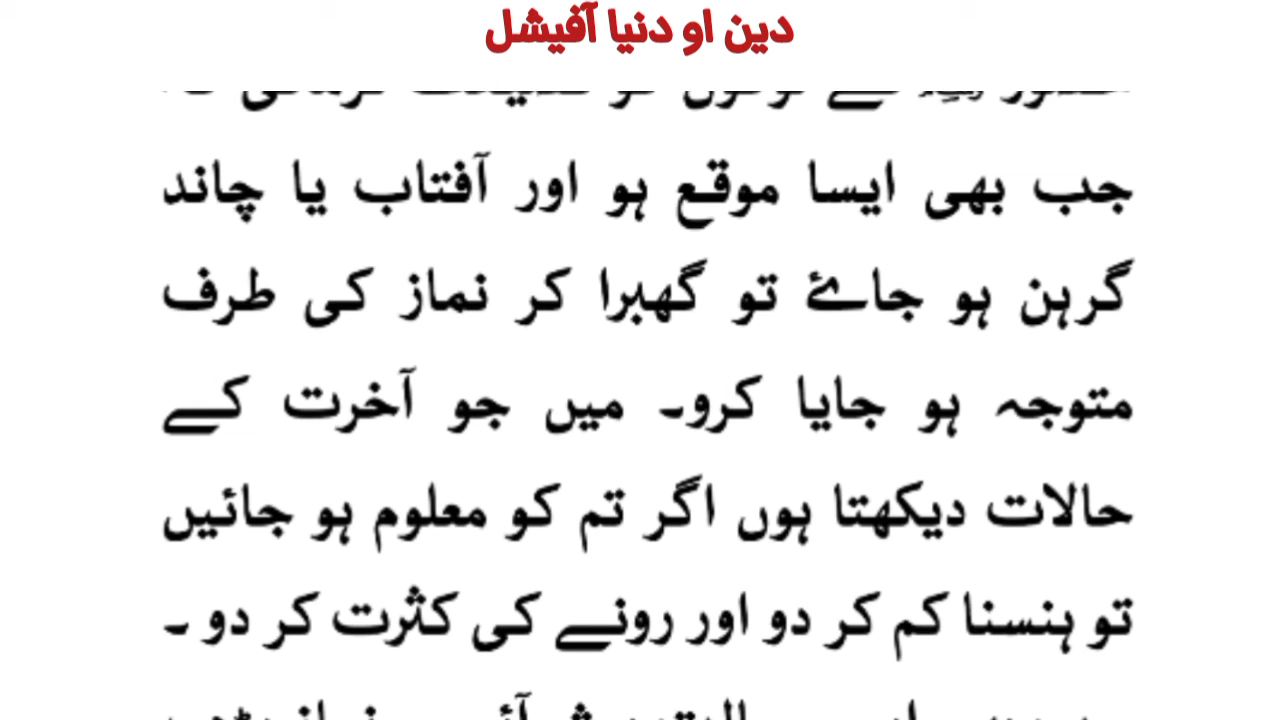 دین او دنیا آفیشل
جب بھی ایسا موقع ہو اور آفتاب یا چاند
گرہن ہو جائے تو گھبرا کر نماز کی طرف
متوجہ ہو جایا کرو۔ میں جو آخرت کے
حالات دیکھتا ہوں اگر تم کو معلوم ہو جائیں
تو ہنسنا کم کر دو اور رونے کی کثرت کر دو ۔